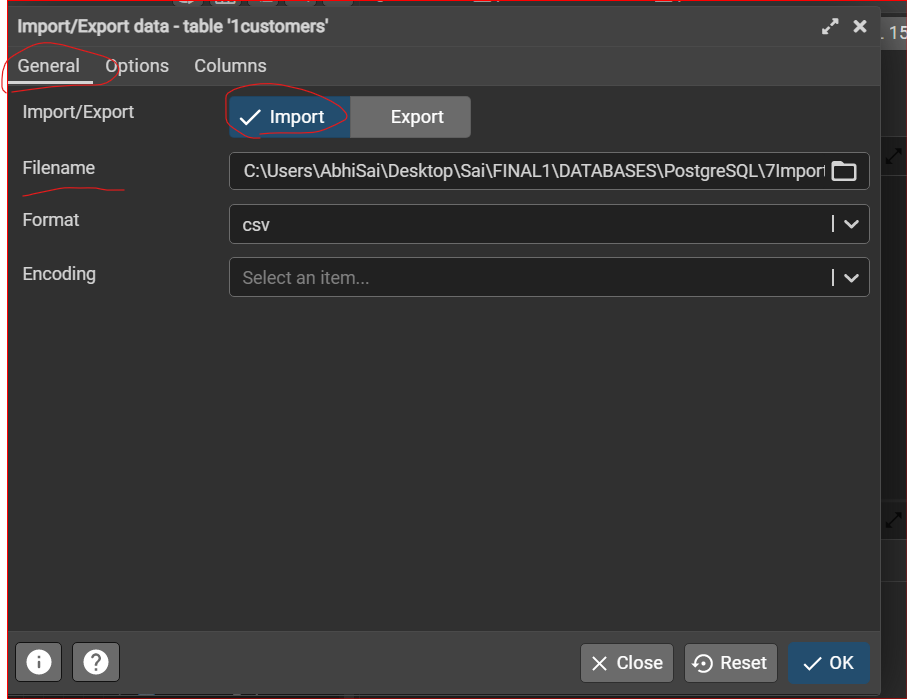 Import/Export data - table '1customers'
. 15
General Options Columns
Import/Export Import Export
Filename C:\Users\AbhiSai\Desktop\Sai\FINAL1\DATABASES\PostgreSQL\7Import
Format csv
Encoding Select an item...
Close Reset OK